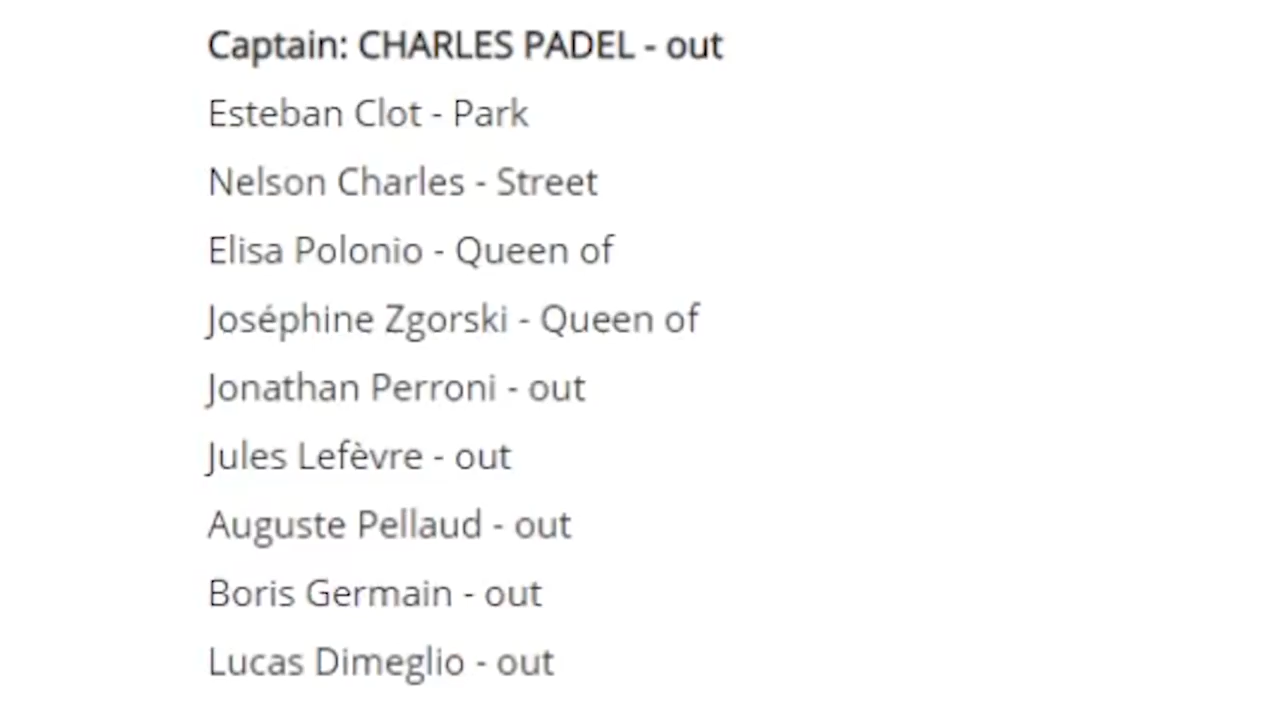 Captain: CHARLES PADEL - out
Esteban Clot - Park
Nelson Charles - Street
Elisa Polonio - Queen of
Joséphine Zgorski - Queen of
Jonathan Perroni - out
Jules Lefèvre - out
Auguste Pellaud - out
Boris Germain - out
Lucas Dimeglio - out